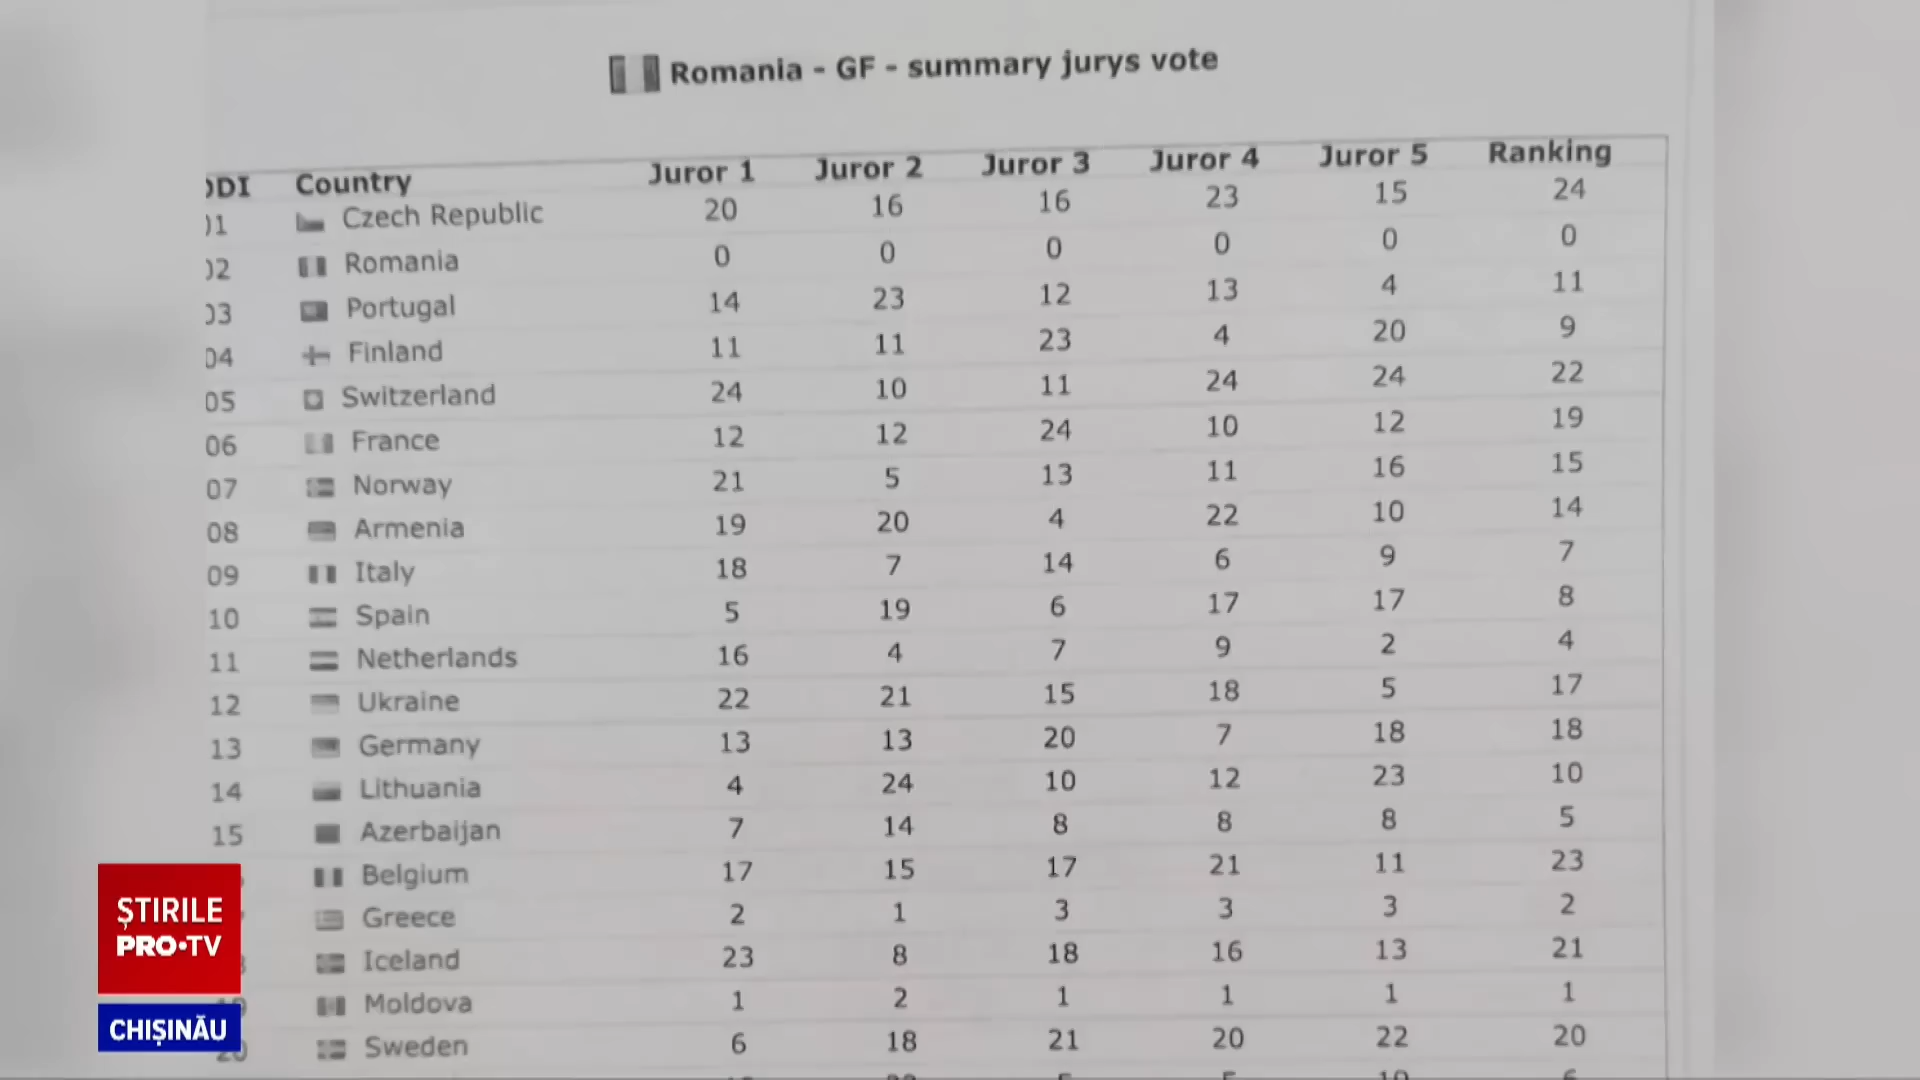 Romania - GF - summary jurys vote
Country Juror 1 Juror 2 Juror 3 Juror 4 Juror 5 Ranking
01 Czech Republic 20 16 16 23 15 24
02 Romania 0 0 0 0 0 0
03 Portugal 14 23 12 13 4 11
04 Finland 11 11 23 4 20 9
05 Switzerland 24 10 11 24 24 22
06 France 12 12 24 10 12 19
07 Norway 21 5 13 11 16 15
08 Armenia 19 20 4 22 10 14
09 Italy 18 7 14 6 9 7
10 Spain 5 19 6 17 17 8
11 Netherlands 16 4 7 9 2 4
12 Ukraine 22 21 15 18 5 17
13 Germany 13 13 20 7 18 18
14 Lithuania 4 24 10 12 23 10
15 Azerbaijan 7 14 8 8 8 5
Belgium 17 15 17 21 11 23
Greece 2 1 3 3 3 2
Iceland 23 8 18 16 13 21
19 Moldova 1 2 1 1 1 1
20 Sweden 6 18 21 20 22 20
ȘTIRILE
PRO•TV
CHIȘINĂU